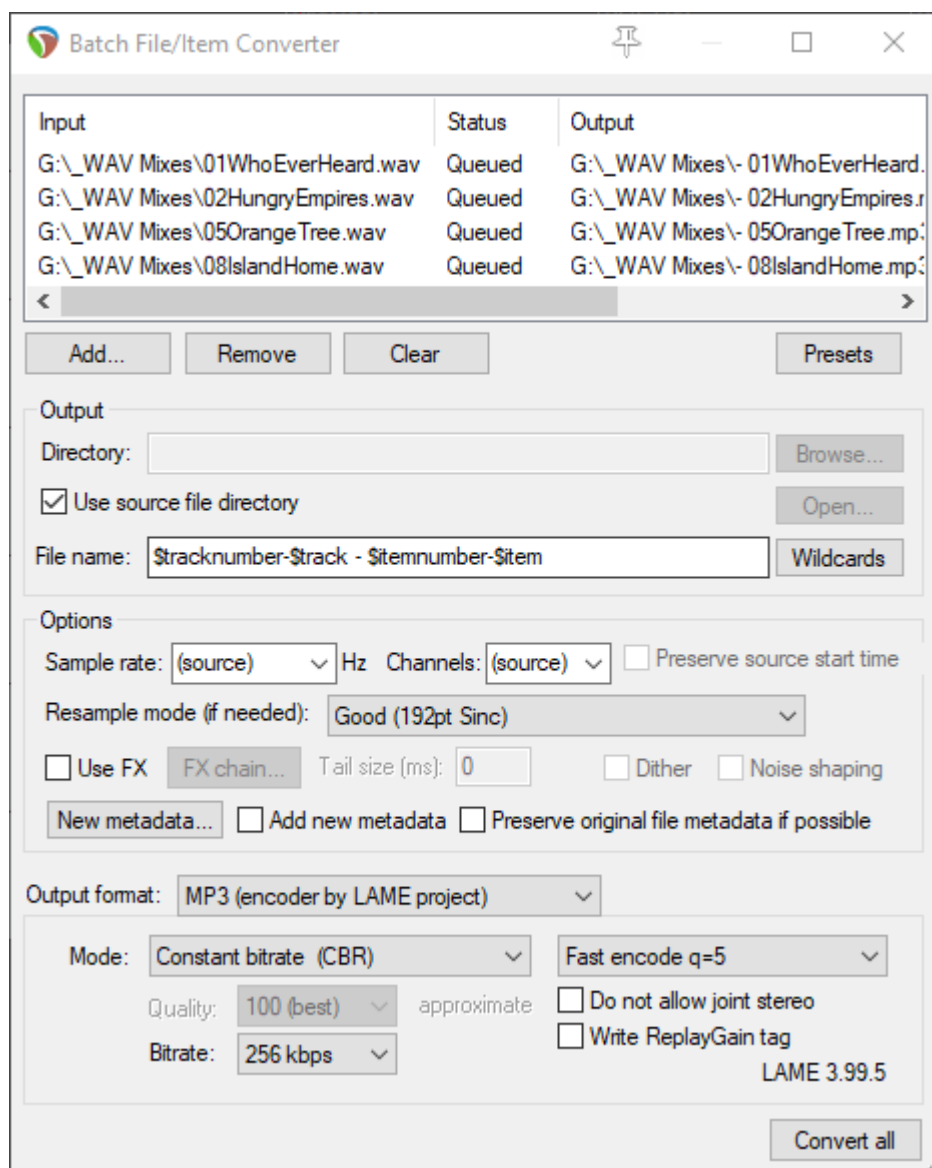 Batch File/Item Converter
Input Status Output
G:\_WAV Mixes\01WhoEverHeard.wav Queued G:\_WAV Mixes\- 01WhoEverHeard.
G:\_WAV Mixes\02HungryEmpires.wav Queued G:\_WAV Mixes\- 02HungryEmpires.
G:\_WAV Mixes\05OrangeTree.wav Queued G:\_WAV Mixes\- 05OrangeTree.mp3
G:\_WAV Mixes\08IslandHome.wav Queued G:\_WAV Mixes\- 08IslandHome.mp3
Add... Remove Clear Presets
Output
Directory: Browse...
Use source file directory Open...
File name: $tracknumber-$track - $itemnumber-$item Wildcards
Options
Sample rate: (source) Hz Channels: (source) Preserve source start time
Resample mode (if needed): Good (192pt Sinc)
Use FX FX chain... Tail size (ms): 0 Dither Noise shaping
New metadata... Add new metadata Preserve original file metadata if possible
Output format: MP3 (encoder by LAME project)
Mode: Constant bitrate (CBR) Fast encode q=5
Quality: 100 (best) approximate Do not allow joint stereo
Write ReplayGain tag
Bitrate: 256 kbps
LAME 3.99.5
Convert all